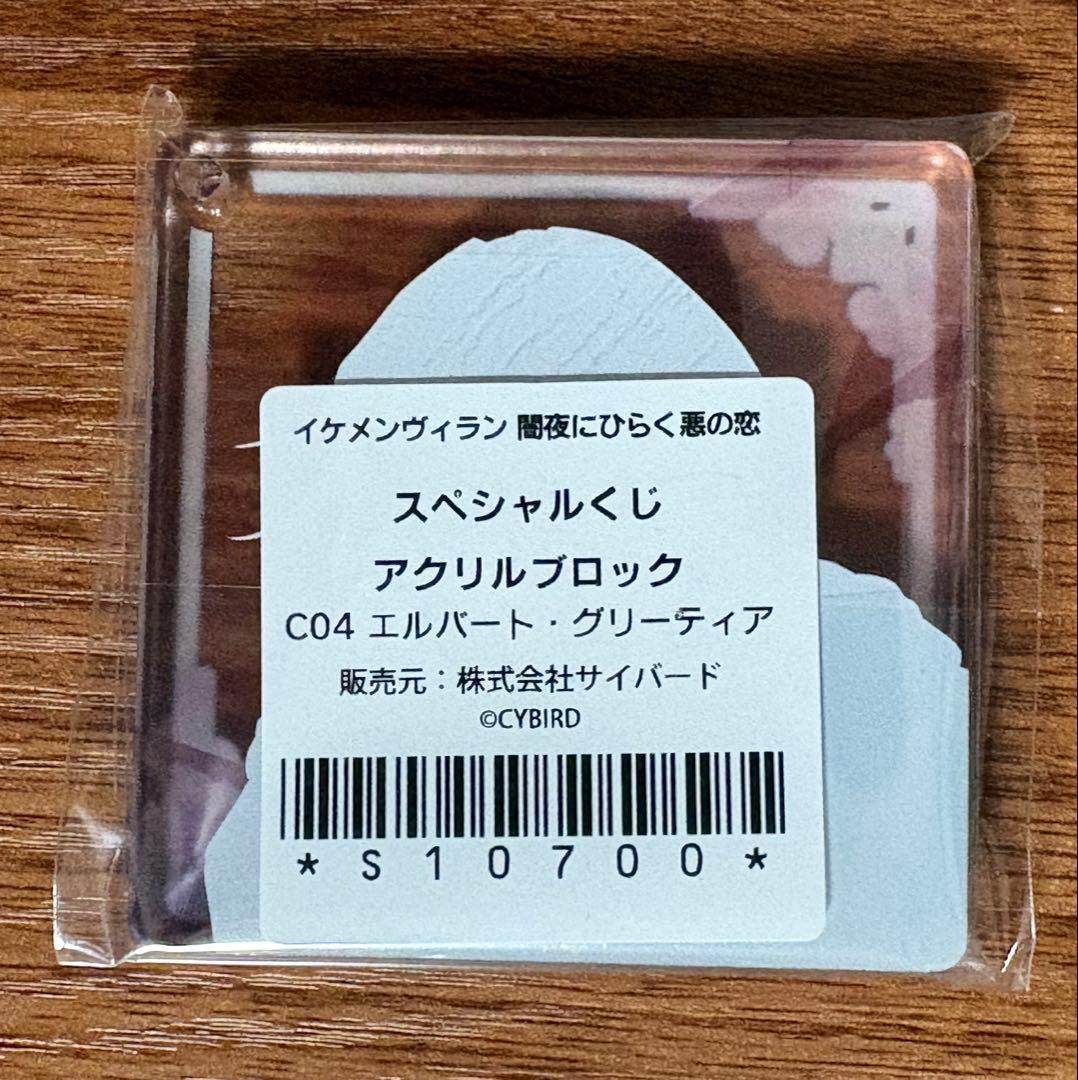 イケメンヴィラン 闇夜にひらく悪の恋
スペシャルくじ
アクリルブロック
C04 エルバート・グリーティア
販売元：株式会社サイバード
©CYBIRD
*S10700*